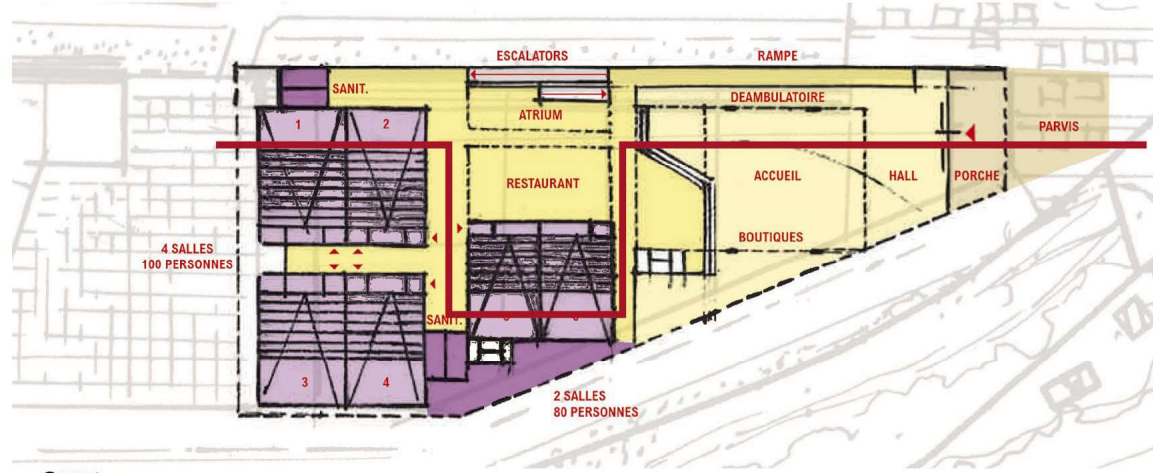 ESCALATORS
RAMPE
SANIT.
DEAMBULATOIRE
ATRIUM
1
2
PARVIS
RESTAURANT
ACCUEIL
HALL
PORCHE
BOUTIQUES
4 SALLES
100 PERSONNES
SANIT.
3
4
2 SALLES
80 PERSONNES